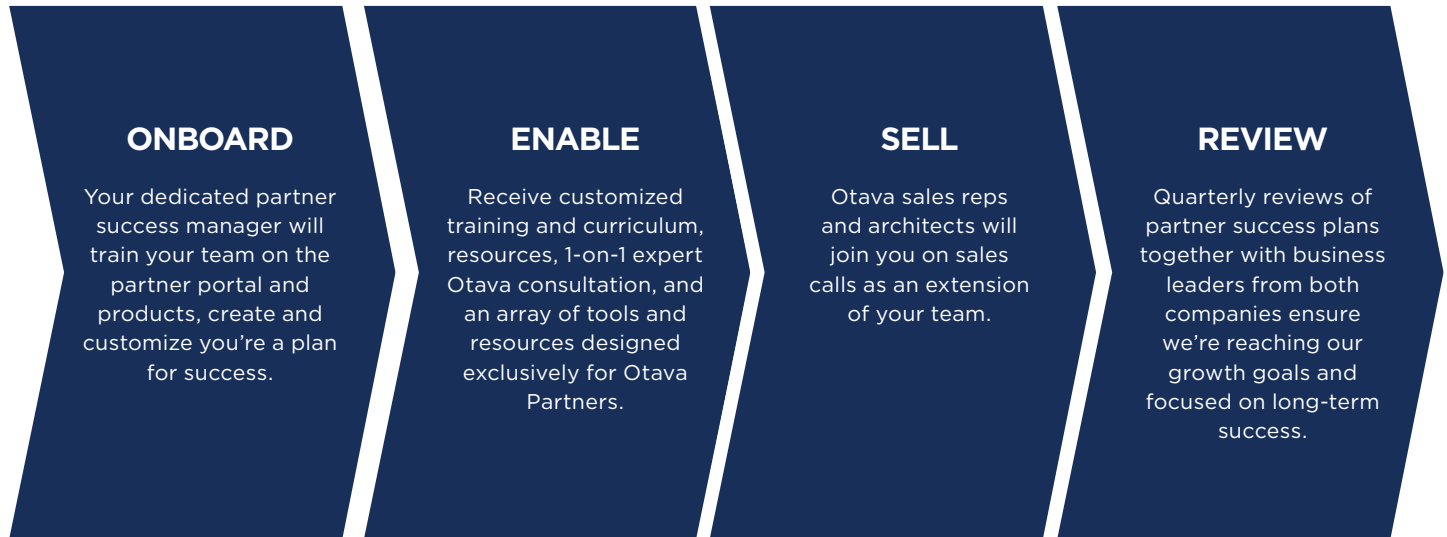 ONBOARD
Your dedicated partner
success manager will
train your team on the
partner portal and
products, create and
customize you’re a plan
for success.
ENABLE
Receive customized
training and curriculum,
resources, 1-on-1 expert
Otava consultation, and
an array of tools and
resources designed
exclusively for Otava
Partners.
SELL
Otava sales reps
and architects will
join you on sales
calls as an extension
of your team.
REVIEW
Quarterly reviews of
partner success plans
together with business
leaders from both
companies ensure
we’re reaching our
growth goals and
focused on long-term
success.